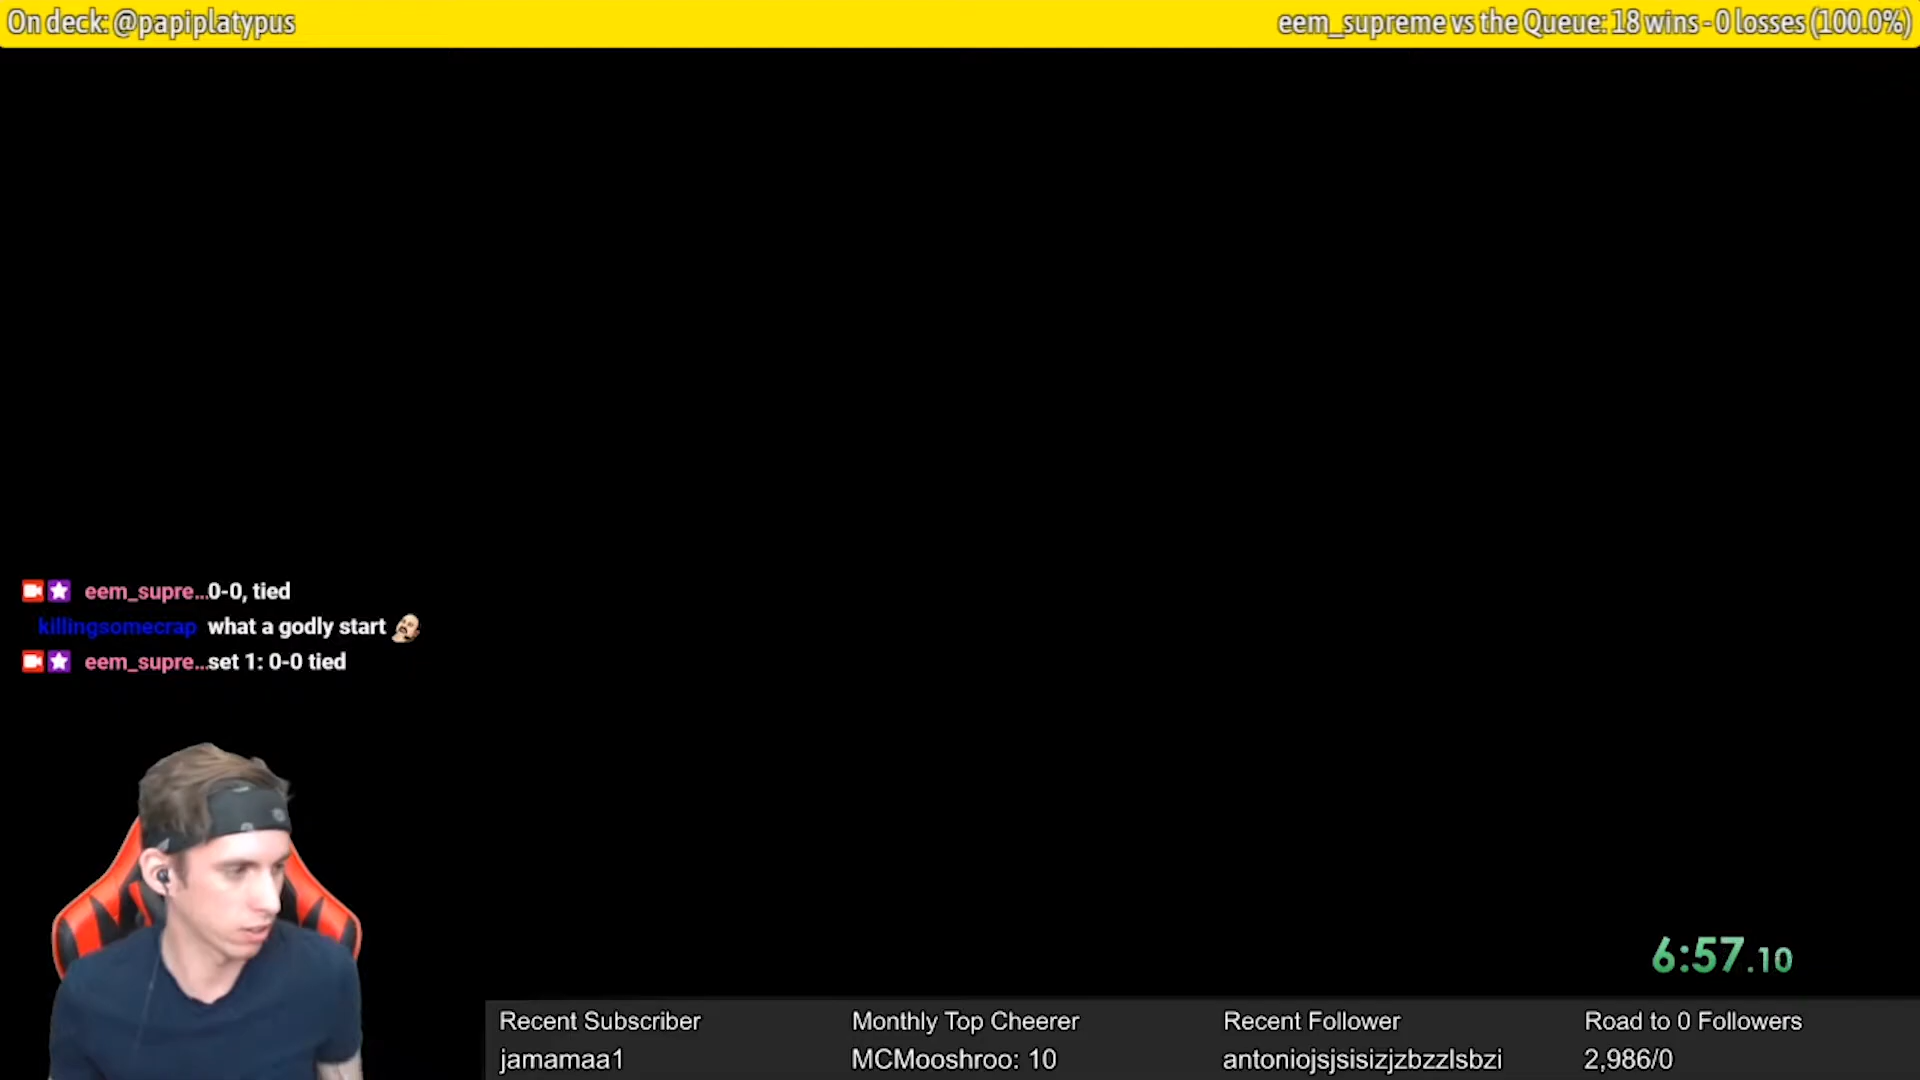 On deck: @papiplatypus
eem_supreme vs the Queue: 18 wins - 0 losses (100.0%)
eem_supre...0-0, tied
killingsomecrap what a godly start
eem_supre...set 1: 0-0 tied
6:57.10
Recent Subscriber
jamamaa1
Monthly Top Cheerer
MCMooshroo: 10
Recent Follower
antoniojsjsisizjzbzzlsbzi
Road to 0 Followers
2,986/0